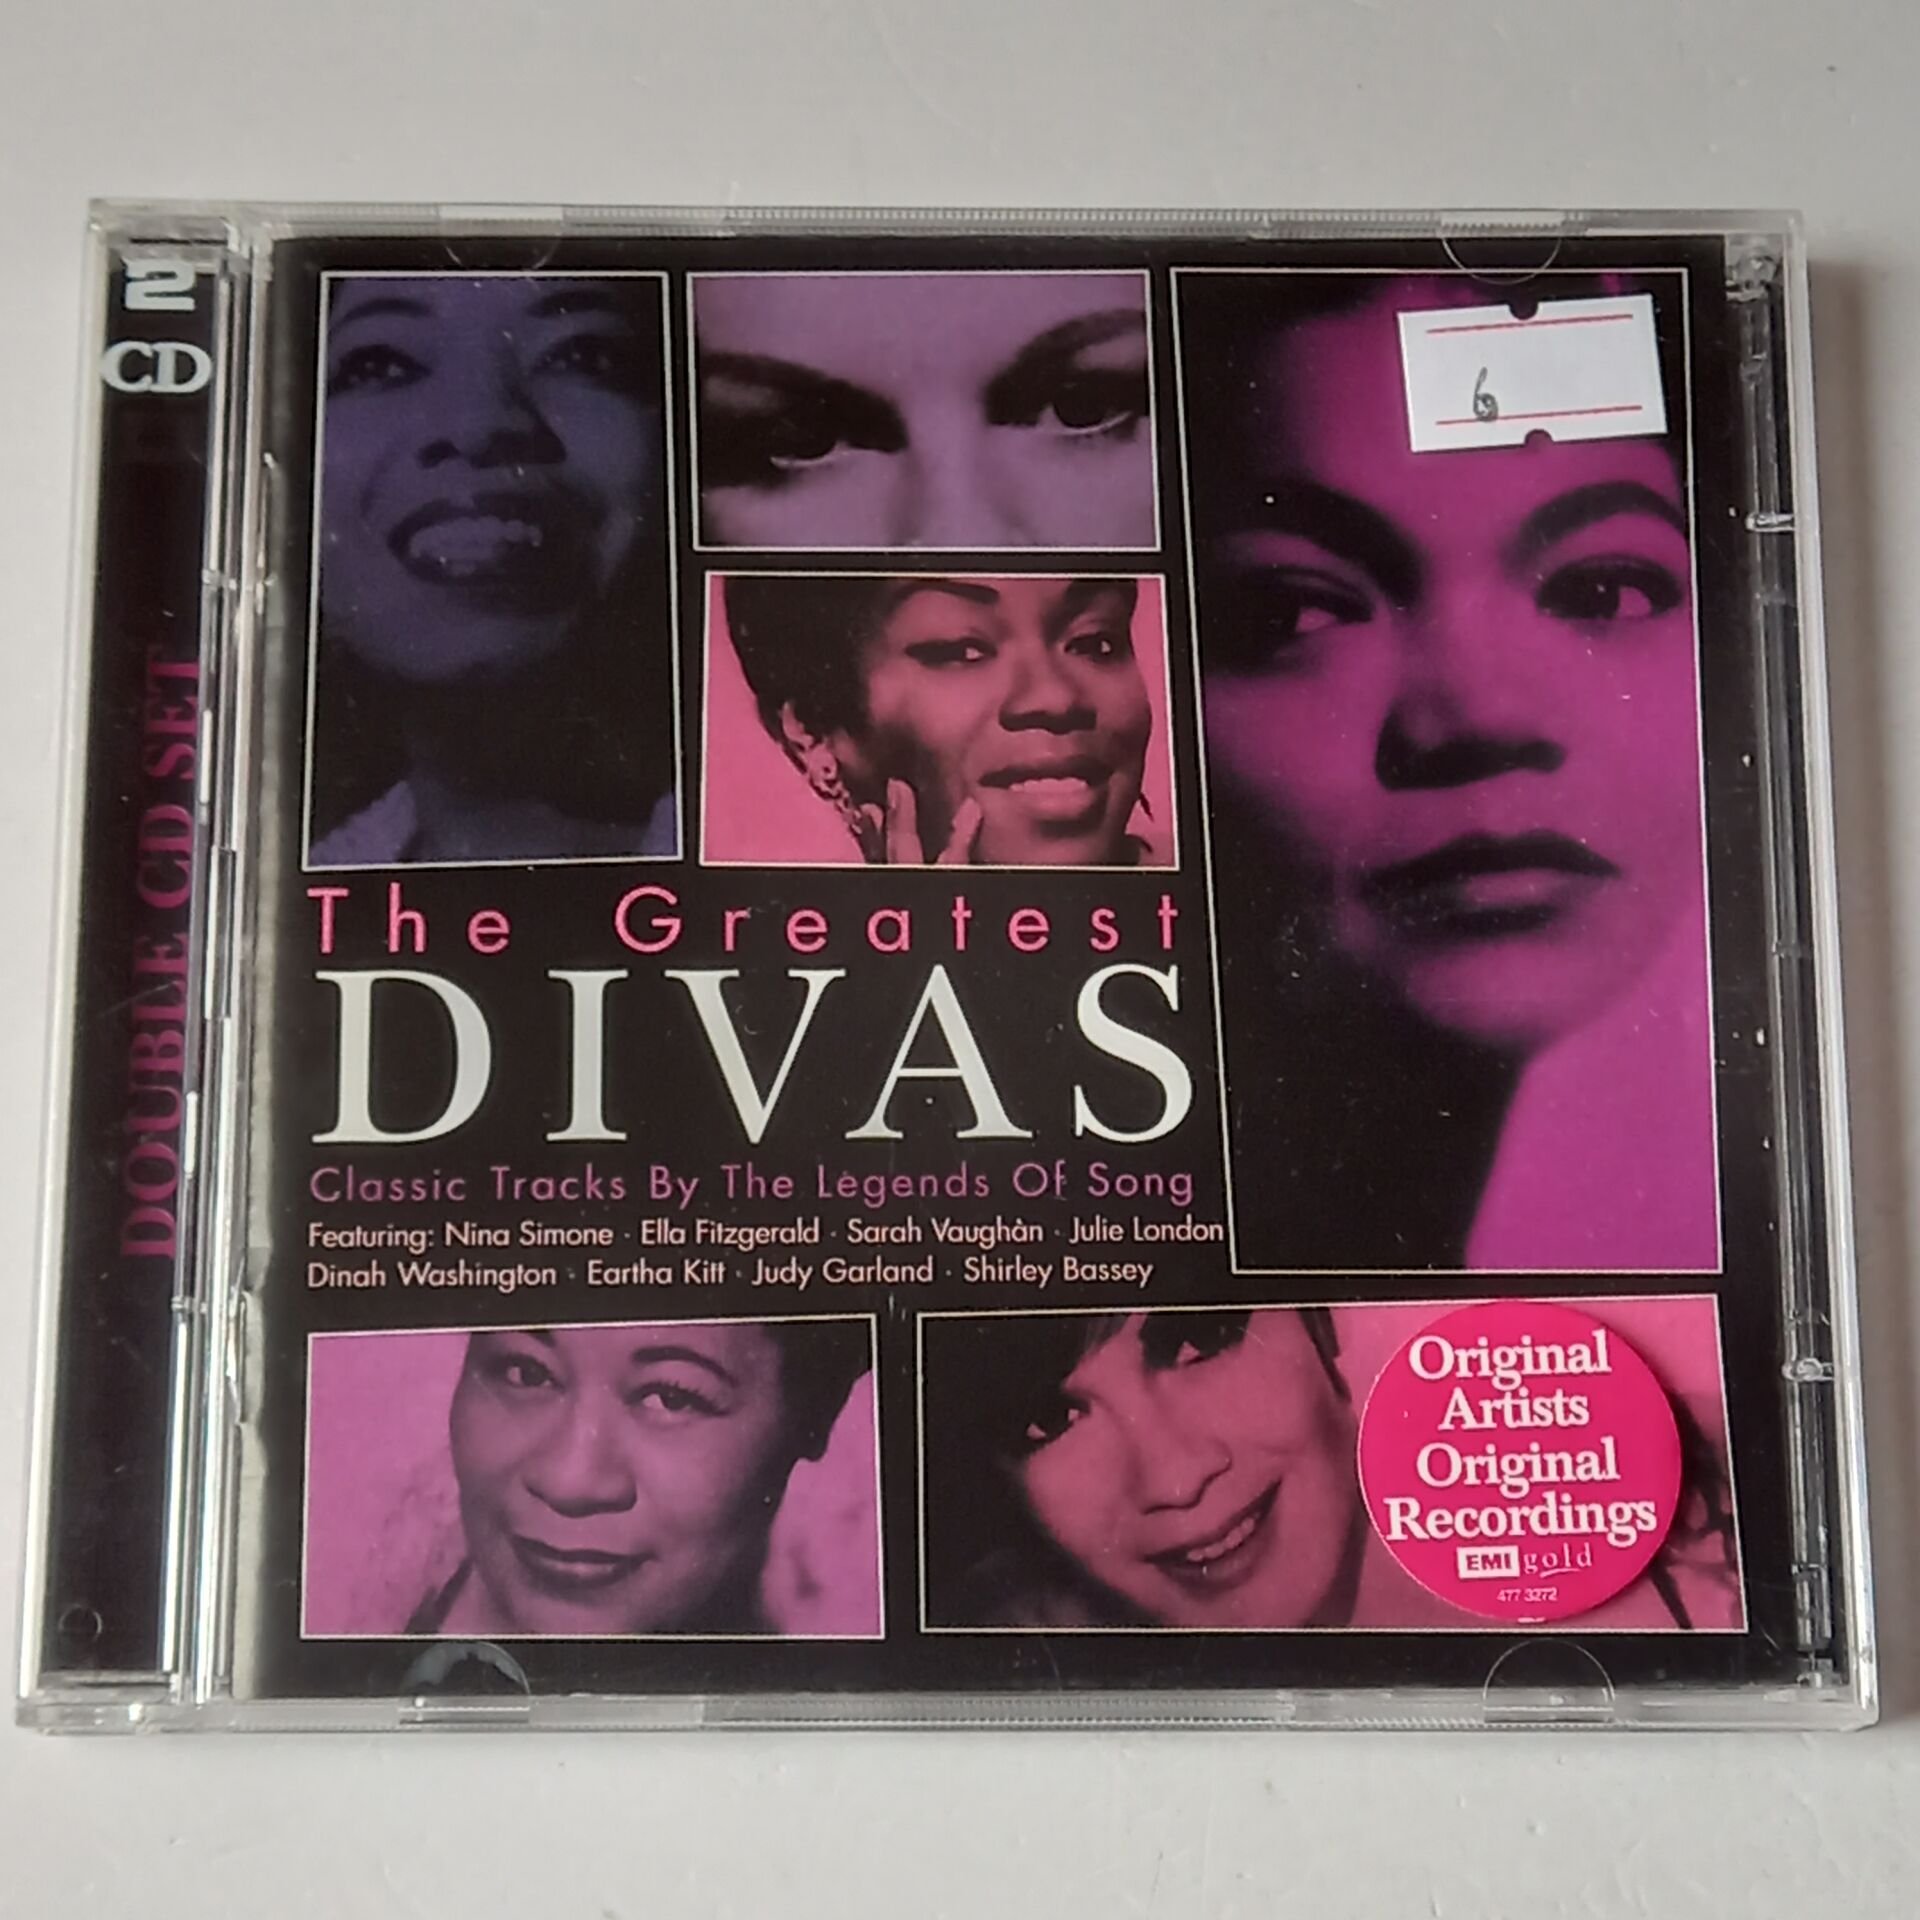 2
CD
DOUBLE CD SET
6
The Greatest
DIVAS
Classic Tracks By The Legends Of Song
Featuring: Nina Simone · Ella Fitzgerald · Sarah Vaughan · Julie London
Dinah Washington · Eartha Kitt · Judy Garland · Shirley Bassey
Original
Artists
Original
Recordings
EMI gold
477 3272